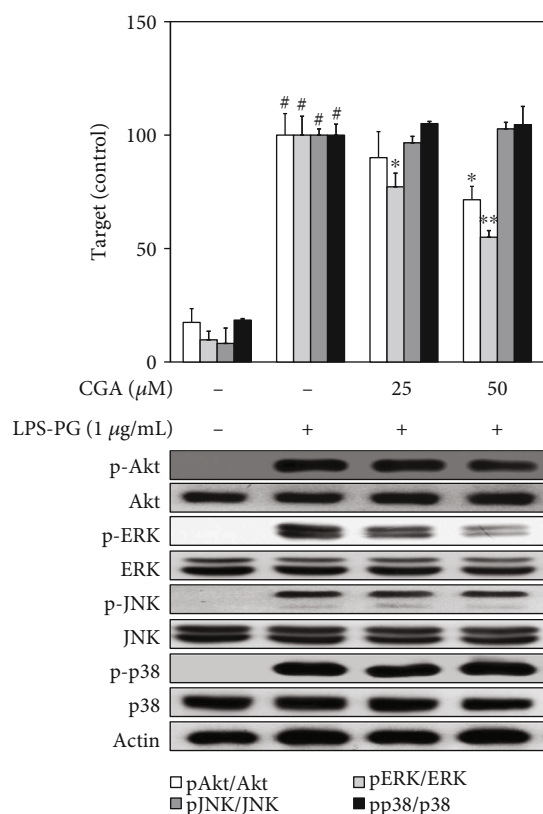 150
100
50
0
Target (control)
# # # #
* *
**
CGA (μM) – – 25 50
LPS-PG (1 μg/mL) – + + +
p-Akt
Akt
p-ERK
ERK
p-JNK
JNK
p-p38
p38
Actin
pAkt/Akt pERK/ERK
pJNK/JNK pp38/p38